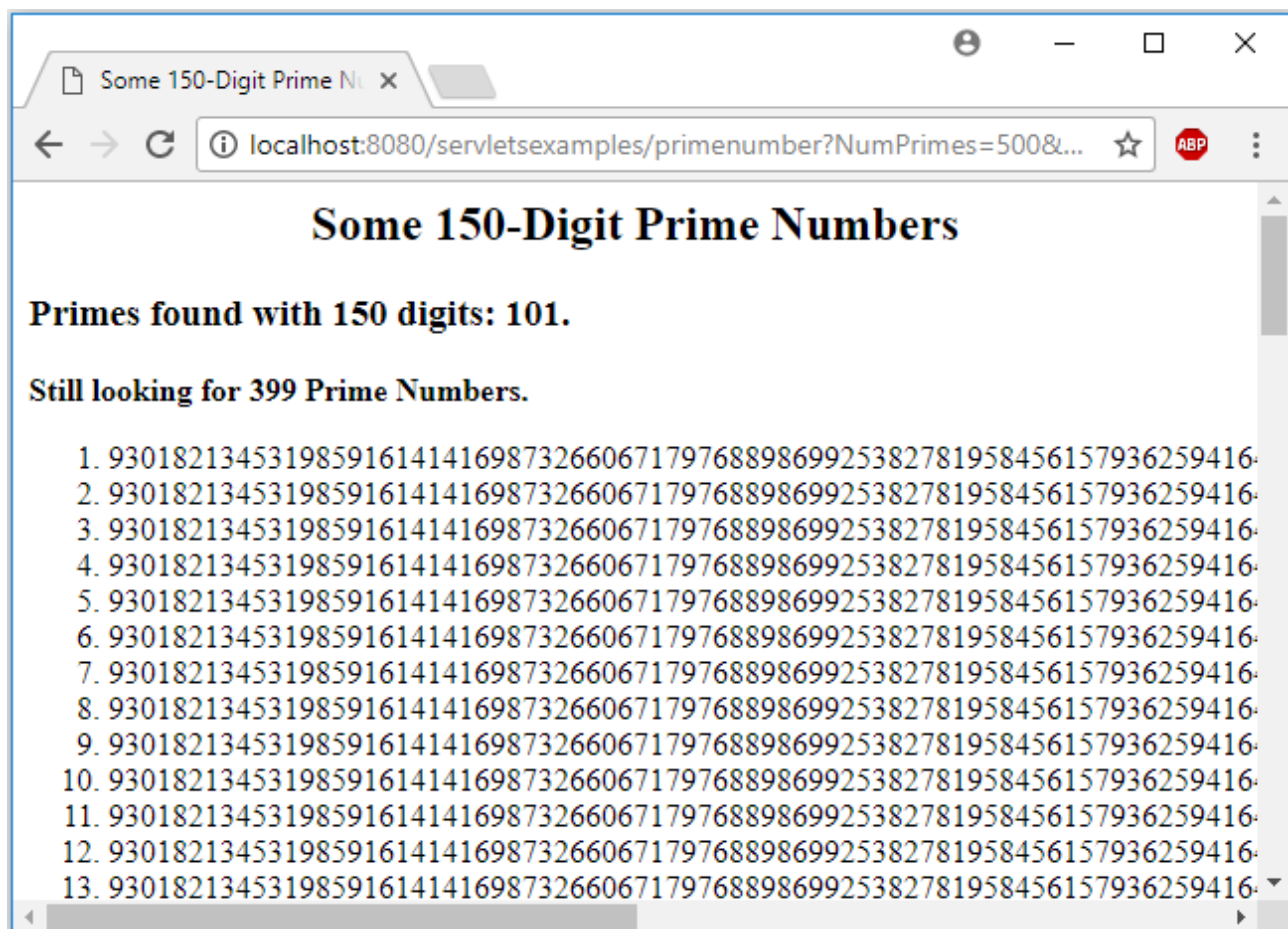 Some 150-Digit Prime Nu
localhost:8080/servletsexamples/primenumber?NumPrimes=500&...
ABP
Some 150-Digit Prime Numbers
Primes found with 150 digits: 101.
Still looking for 399 Prime Numbers.
1. 930182134531985916141416987326606717976889869925382781958456157936259416
2. 930182134531985916141416987326606717976889869925382781958456157936259416
3. 930182134531985916141416987326606717976889869925382781958456157936259416
4. 930182134531985916141416987326606717976889869925382781958456157936259416
5. 930182134531985916141416987326606717976889869925382781958456157936259416
6. 930182134531985916141416987326606717976889869925382781958456157936259416
7. 930182134531985916141416987326606717976889869925382781958456157936259416
8. 930182134531985916141416987326606717976889869925382781958456157936259416
9. 930182134531985916141416987326606717976889869925382781958456157936259416
10. 930182134531985916141416987326606717976889869925382781958456157936259416
11. 930182134531985916141416987326606717976889869925382781958456157936259416
12. 930182134531985916141416987326606717976889869925382781958456157936259416
13. 930182134531985916141416987326606717976889869925382781958456157936259416